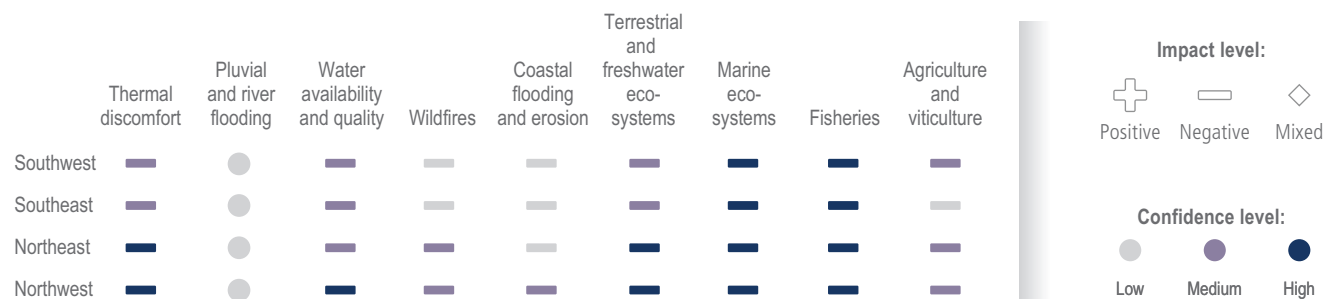 Thermal
discomfort
Pluvial
and river
flooding
Water
availability
and quality
Wildfires
Coastal
flooding
and erosion
Terrestrial
and
freshwater
eco-
systems
Marine
eco-
systems
Fisheries
Agriculture
and
viticulture
Southwest
Southeast
Northeast
Northwest
Impact level:
Positive Negative Mixed
Confidence level:
Low Medium High